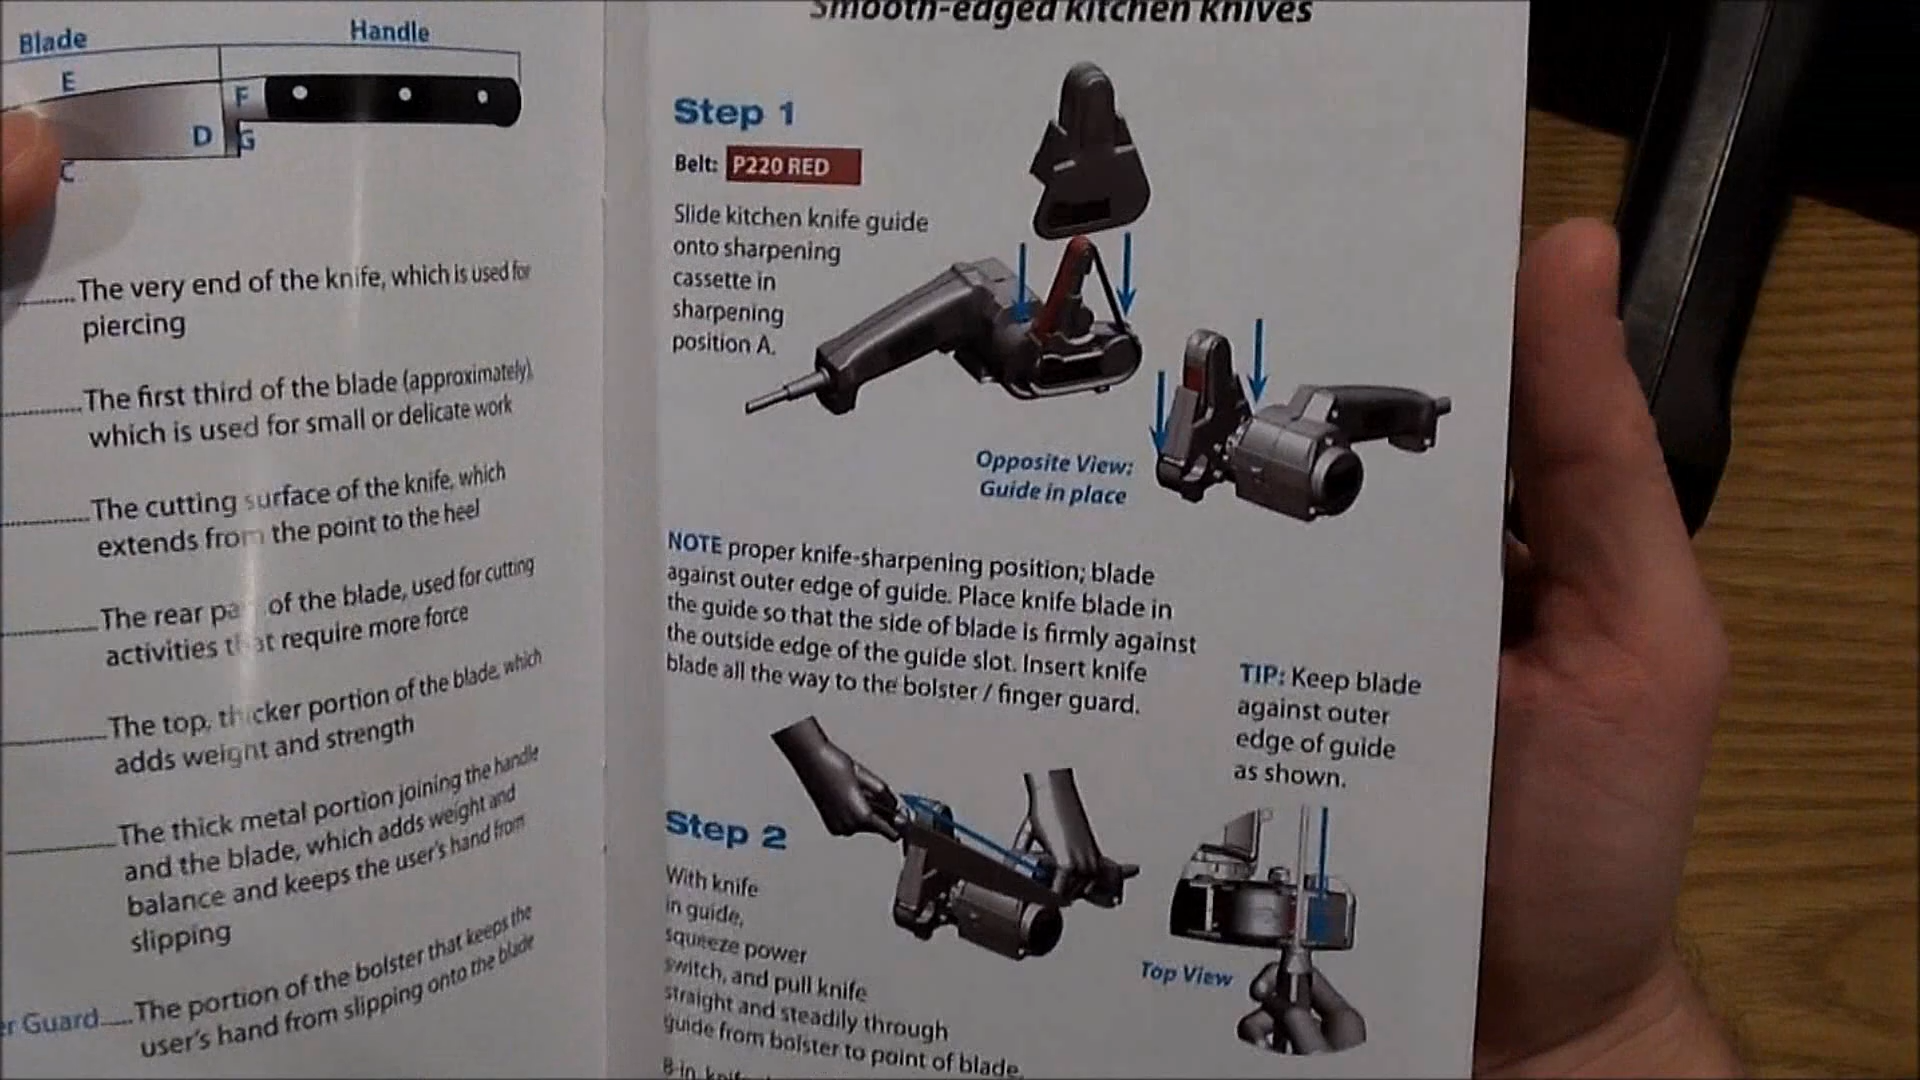 Blade
Handle
E
F
D
G
C
The very end of the knife, which is used for
piercing
The first third of the blade (approximately),
which is used for small or delicate work
The cutting surface of the knife, which
extends from the point to the heel
The rear pa of the blade, used for cutting
activities that require more force
The top, thicker portion of the blade, which
adds weight and strength
The thick metal portion joining the handle
and the blade, which adds weight and
balance and keeps the user's hand from
slipping
er Guard The portion of the bolster that keeps the
user's hand from slipping onto the blade
Smooth-edged kitchen knives
Step 1
Belt: P220 RED
Slide kitchen knife guide
onto sharpening
cassette in
sharpening
position A.
Opposite View:
Guide in place
NOTE proper knife-sharpening position; blade
against outer edge of guide. Place knife blade in
the guide so that the side of blade is firmly against
the outside edge of the guide slot. Insert knife
blade all the way to the bolster / finger guard.
TIP: Keep blade
against outer
edge of guide
as shown.
Step 2
With knife
in guide,
squeeze power
switch, and pull knife
straight and steadily through
guide from bolster to point of blade.
Top View